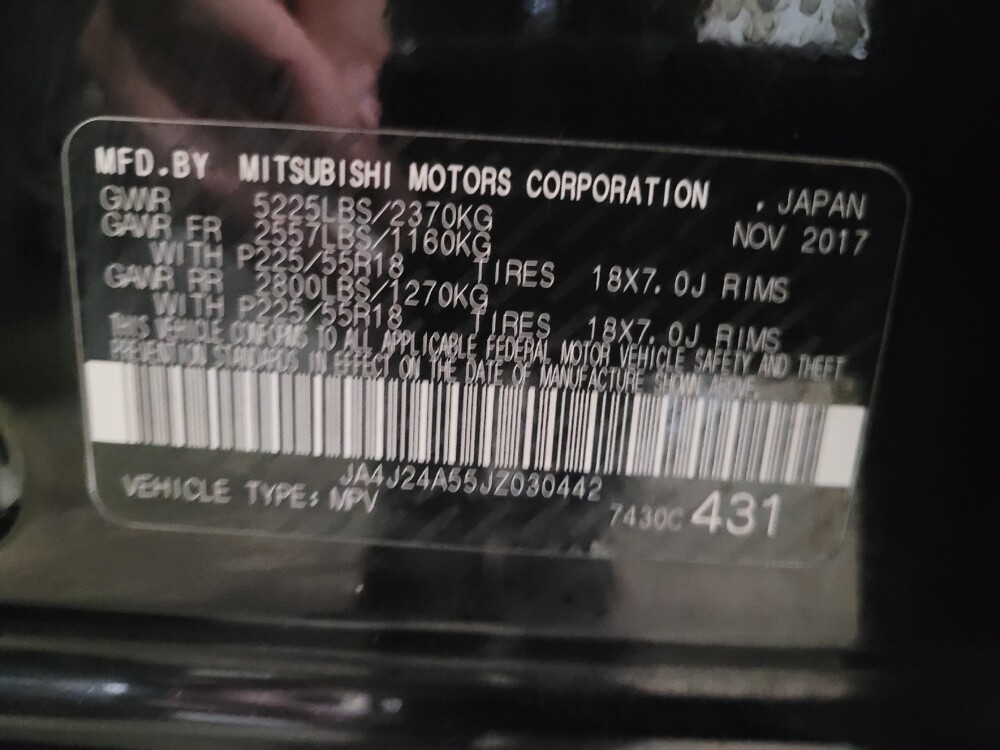 MFD.BY MITSUBISHI MOTORS CORPORATION , JAPAN
GVWR 5225LBS/2370KG NOV 2017
GAWR FR 2557LBS/1160KG
WITH P225/55R18 TIRES 18X7.0J RIMS
GAWR RR 2800LBS/1270KG
WITH P225/55R18 TIRES 18X7.0J RIMS
THIS VEHICLE CONFORMS TO ALL APPLICABLE FEDERAL MOTOR VEHICLE SAFETY AND THEFT
PREVENTION STANDARDS IN EFFECT ON THE DATE OF MANUFACTURE SHOWN ABOVE.
JA4J24A55JZ030442
VEHICLE TYPE: MPV 7430C 431